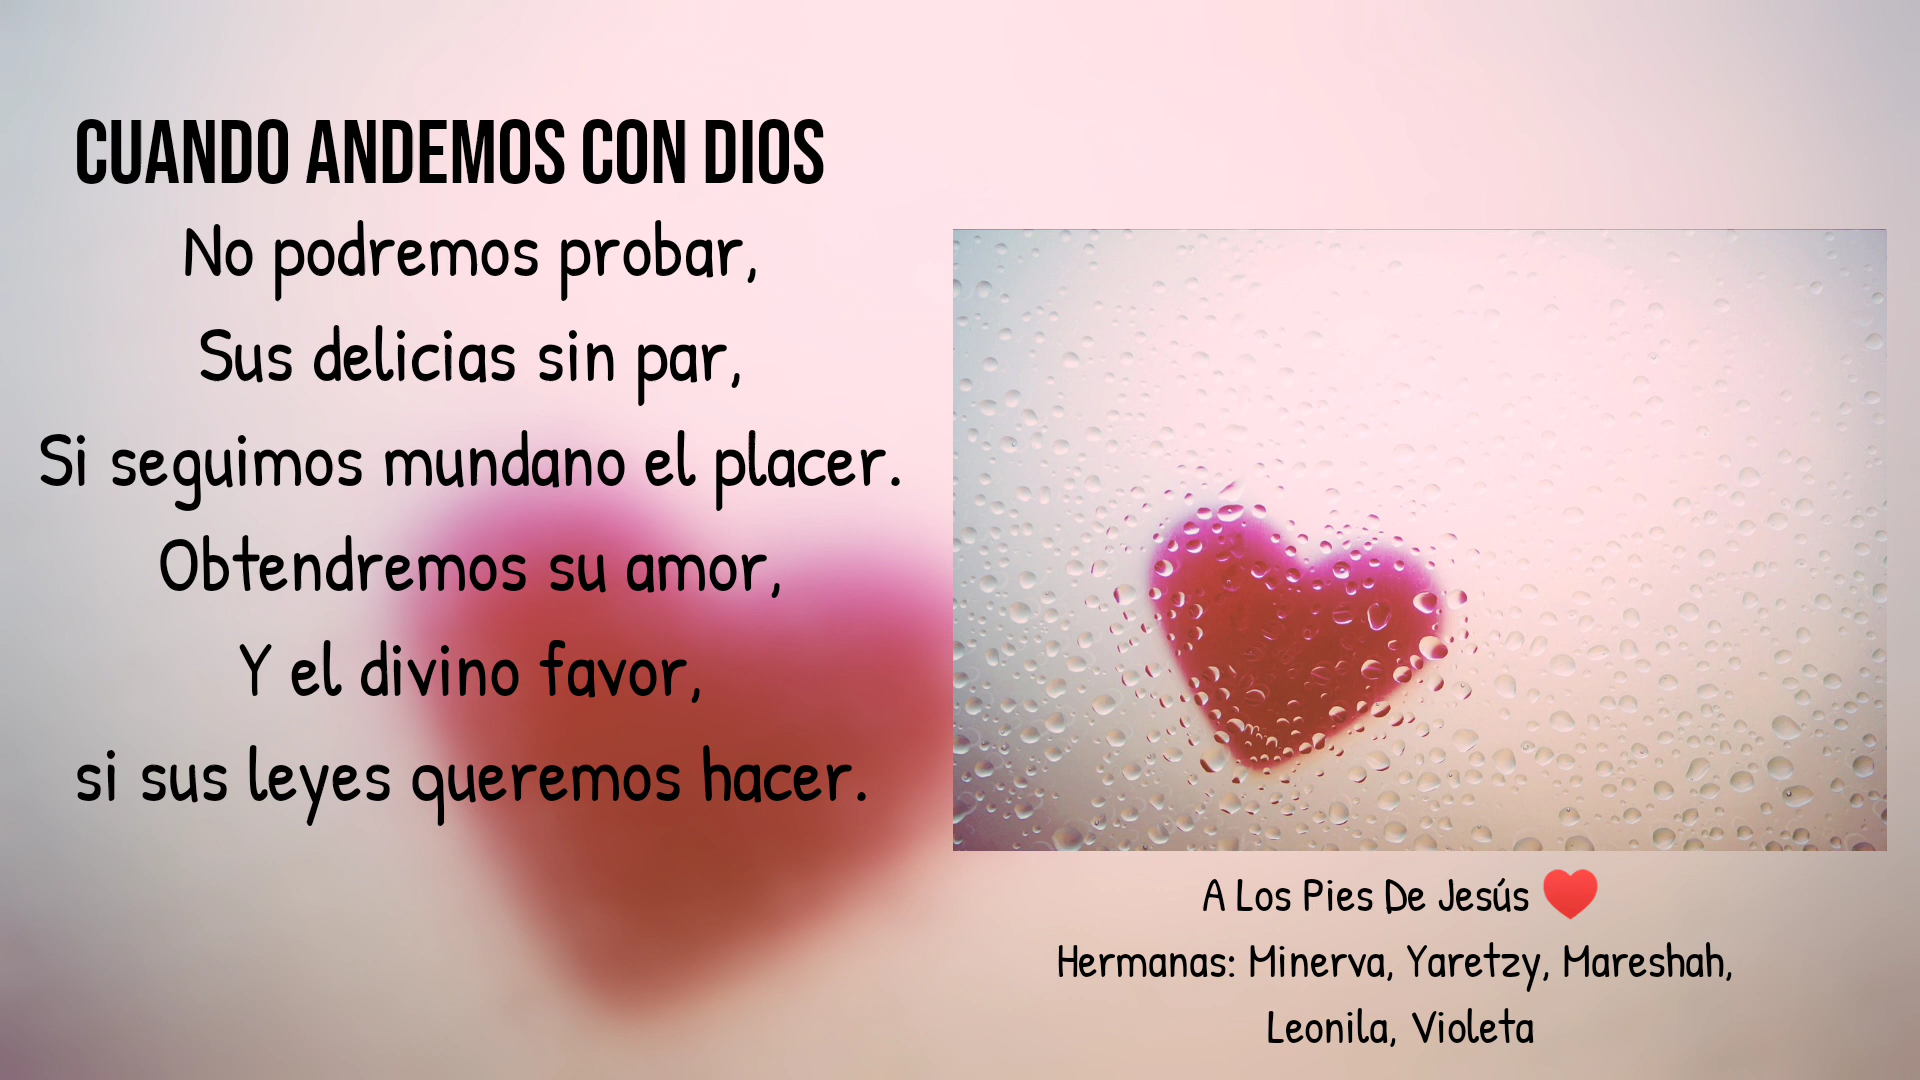 CUANDO ANDEMOS CON DIOS
No podremos probar,
Sus delicias sin par,
Si seguimos mundano el placer.
Obtendremos su amor,
Y el divino favor,
si sus leyes queremos hacer.
A Los Pies De Jesús ❤️
Hermanas: Minerva, Yaretzy, Mareshah,
Leonila, Violeta